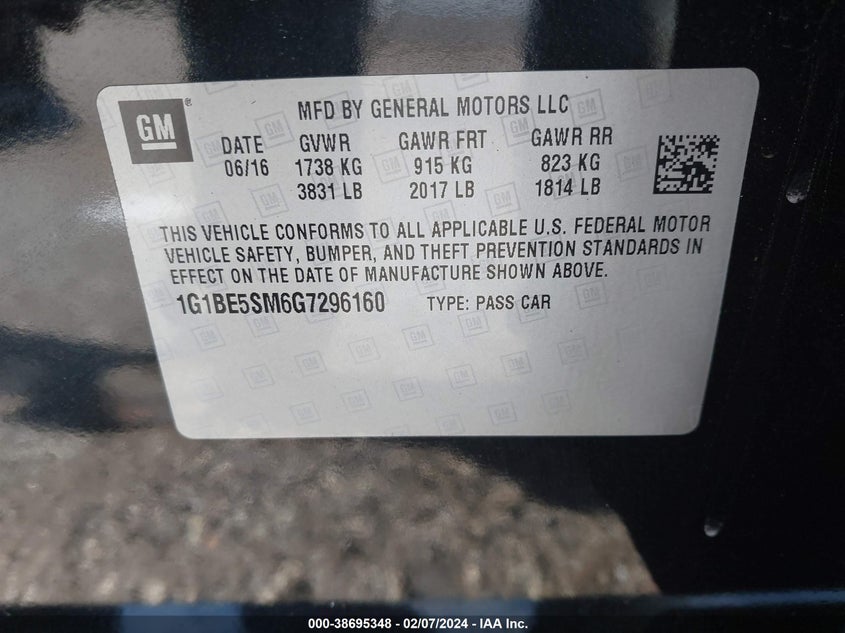 GM
®
MFD BY GENERAL MOTORS LLC
DATE GVWR GAWR FRT GAWR RR
06/16 1738 KG 915 KG 823 KG
3831 LB 2017 LB 1814 LB
THIS VEHICLE CONFORMS TO ALL APPLICABLE U.S. FEDERAL MOTOR
VEHICLE SAFETY, BUMPER, AND THEFT PREVENTION STANDARDS IN
EFFECT ON THE DATE OF MANUFACTURE SHOWN ABOVE.
1G1BE5SM6G7296160 TYPE: PASS CAR
000-38695348 - 02/07/2024 - IAA Inc.